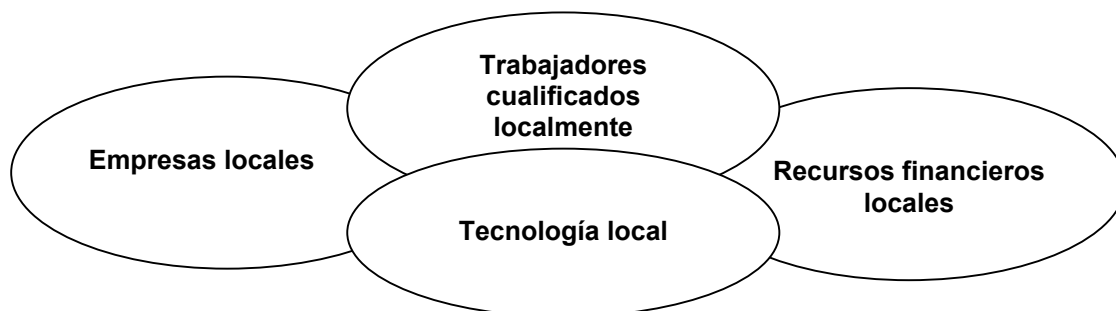 Trabajadores
cualificados
localmente
Empresas locales
Recursos financieros
locales
Tecnología local